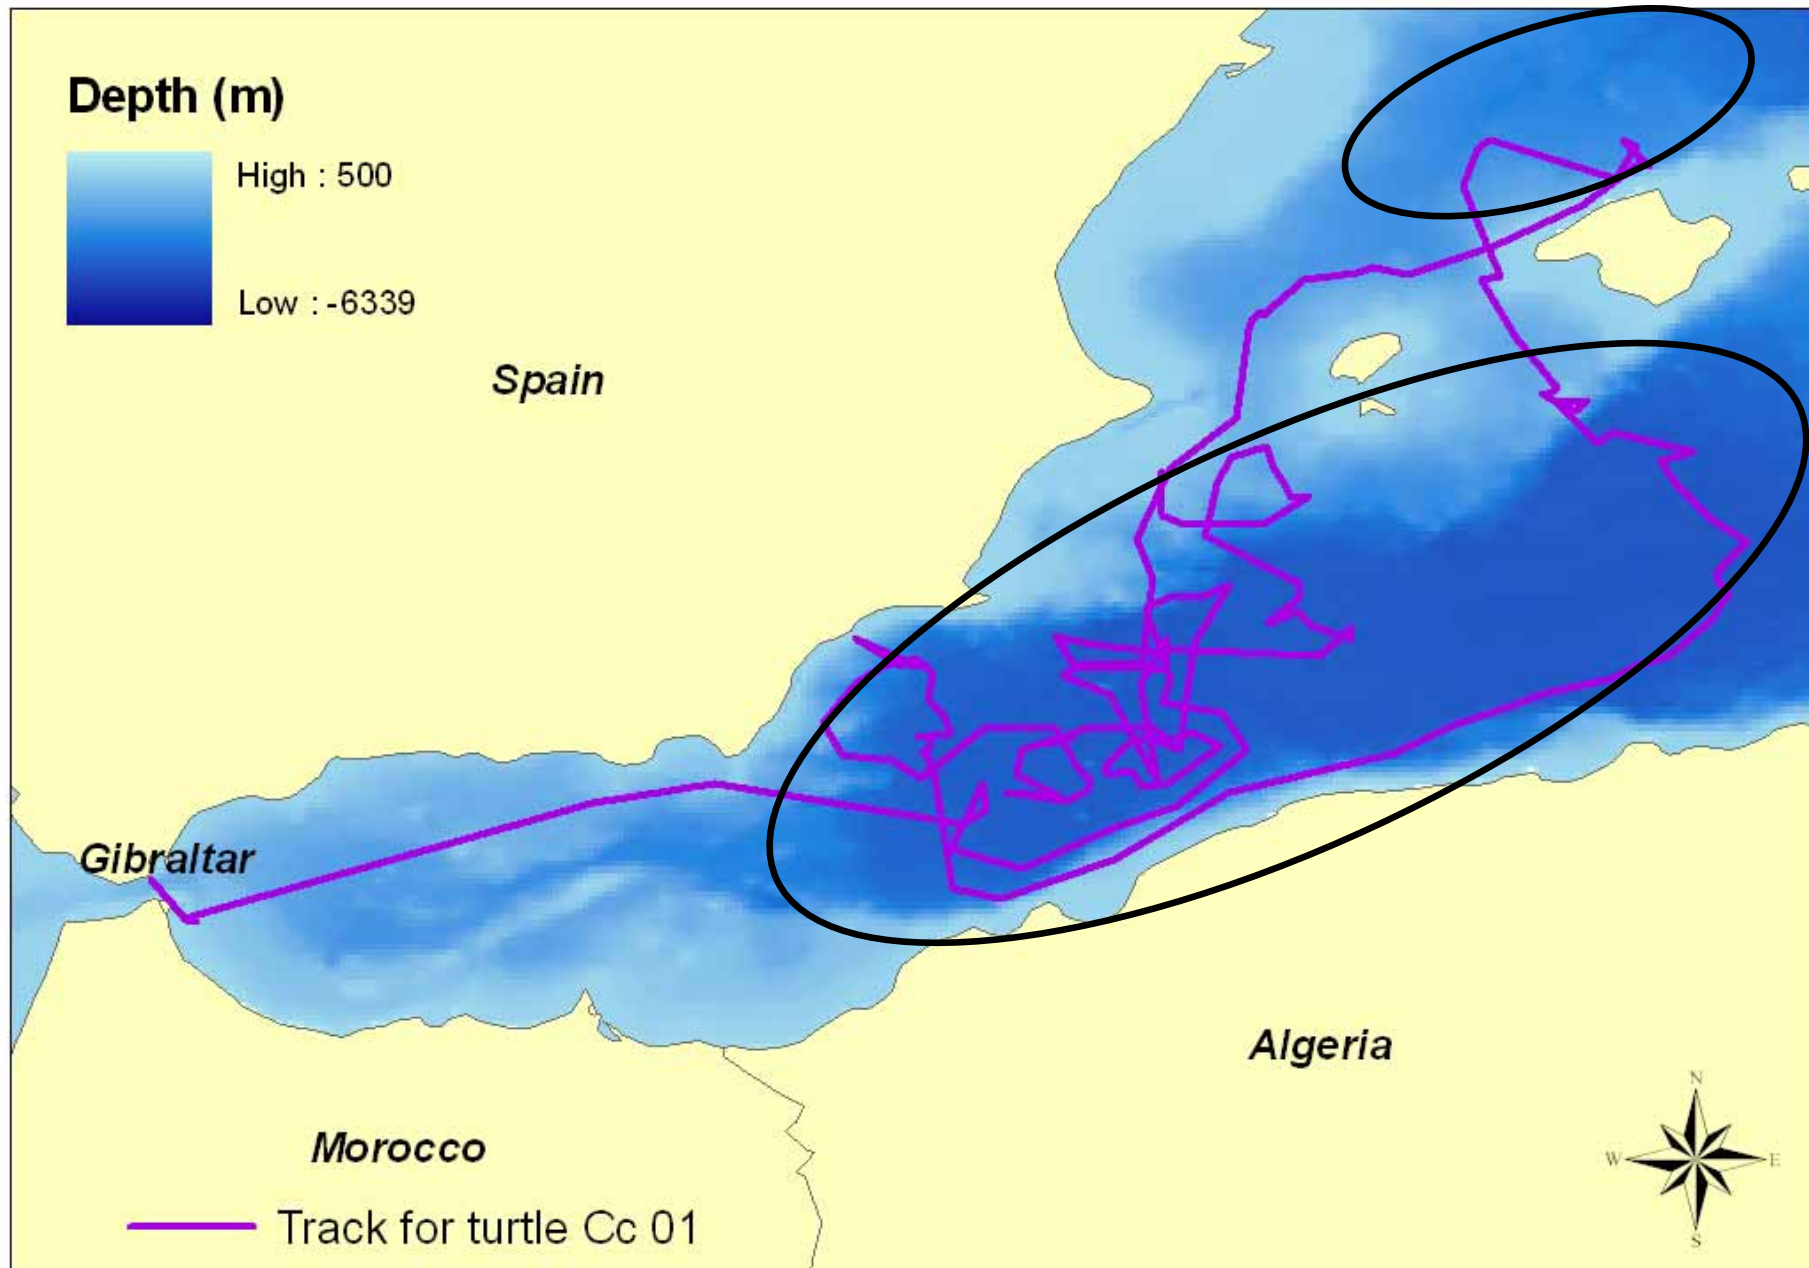 Depth (m)
High : 500
Low : -6339
Spain
Gibraltar
Algeria
Morocco
Track for turtle Cc 01
N
W
E
S